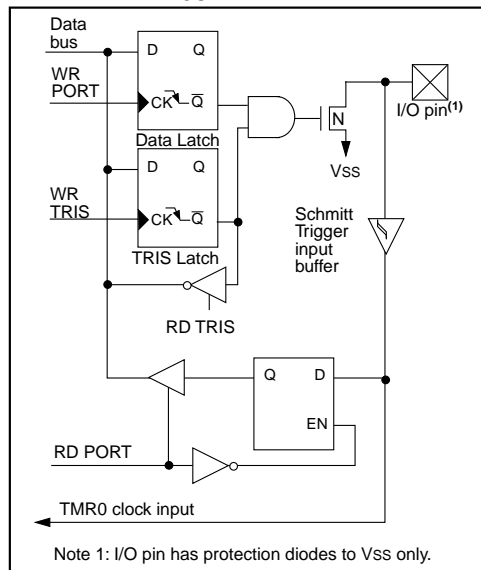 Data
bus
D Q
WR
PORT
CK Q̅
N
I/O pin(1)
Data Latch
VSS
D Q
WR
TRIS
CK Q̅
Schmitt
Trigger
input
buffer
TRIS Latch
RD TRIS
Q D
EN
RD PORT
TMR0 clock input
Note 1: I/O pin has protection diodes to VSS only.